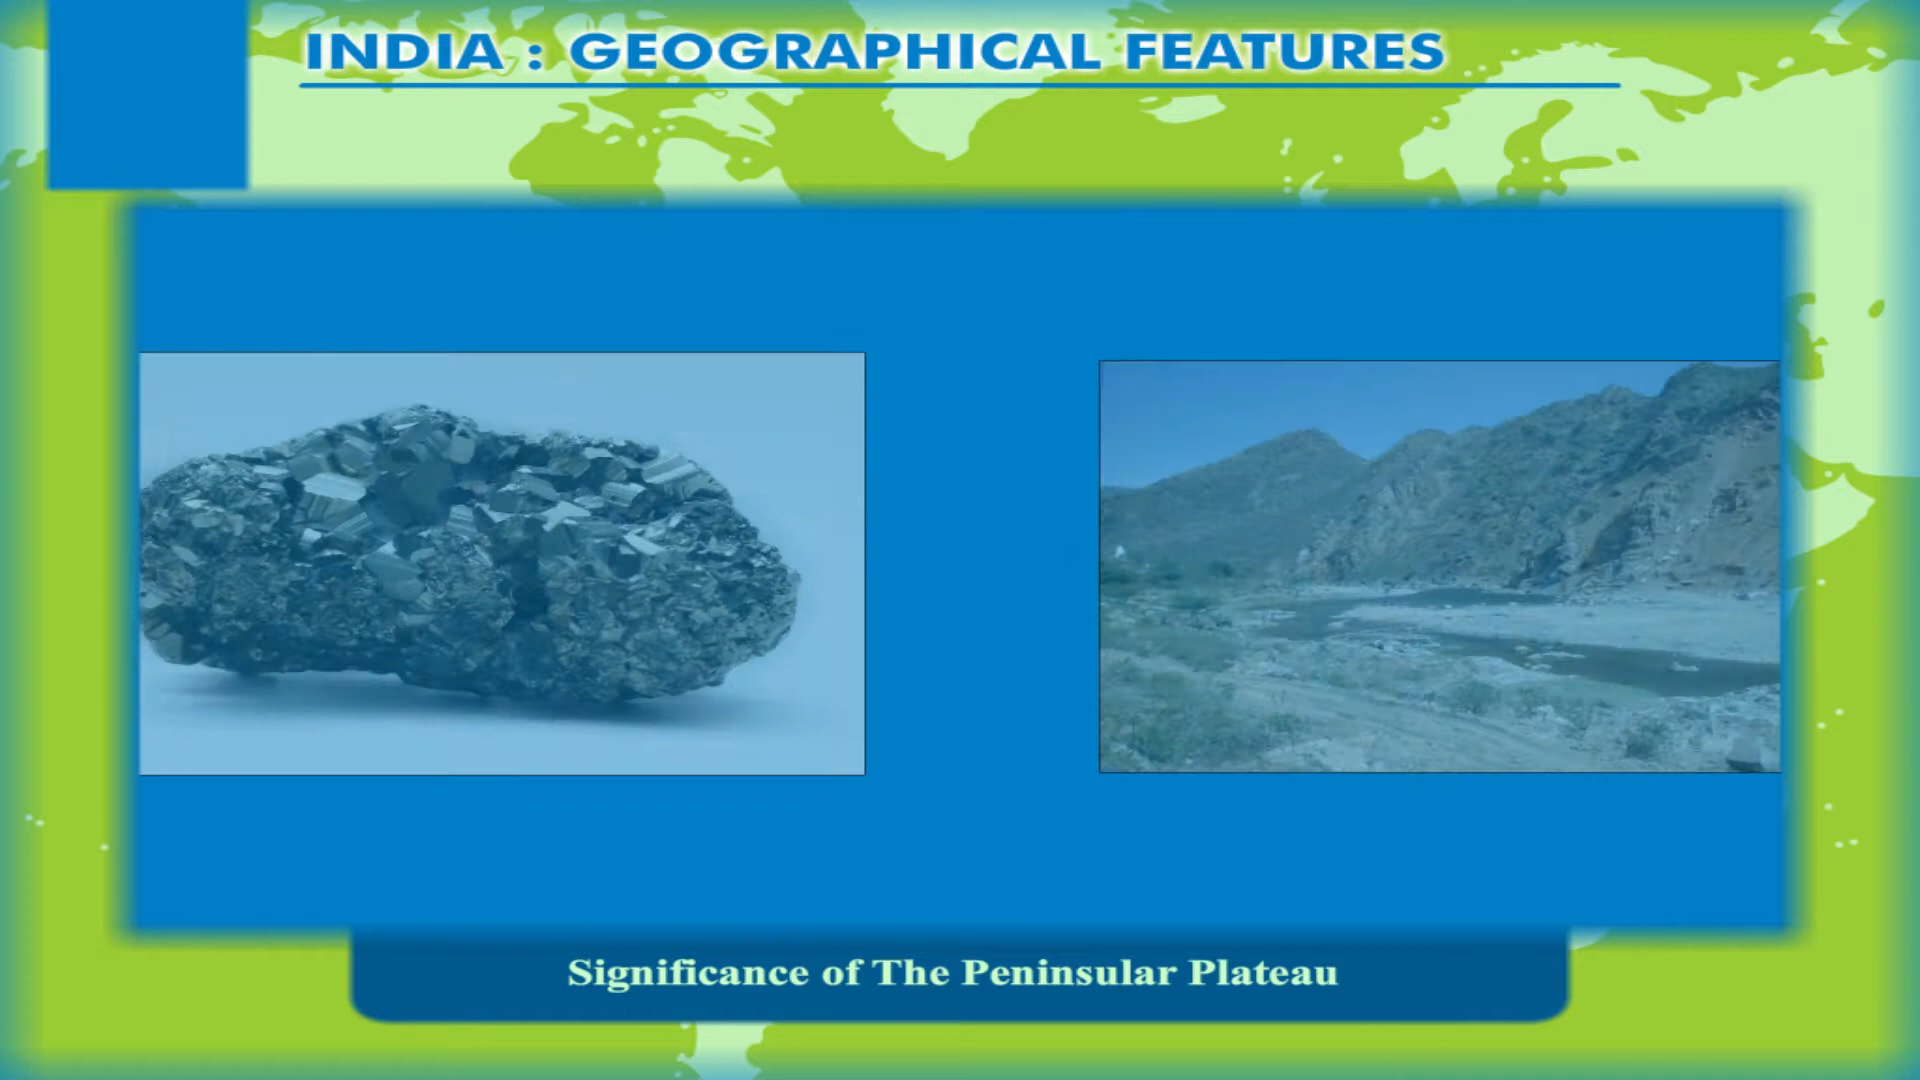 INDIA : GEOGRAPHICAL FEATURES
Significance of The Peninsular Plateau